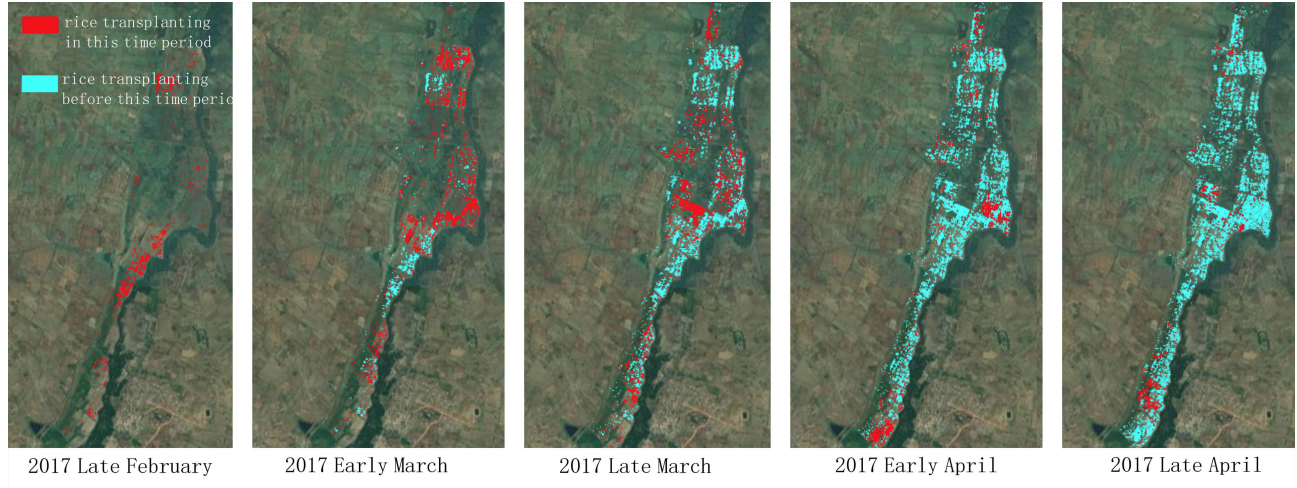 rice transplanting
in this time period
rice transplanting
before this time perio
2017 Late February
2017 Early March
2017 Late March
2017 Early April
2017 Late April